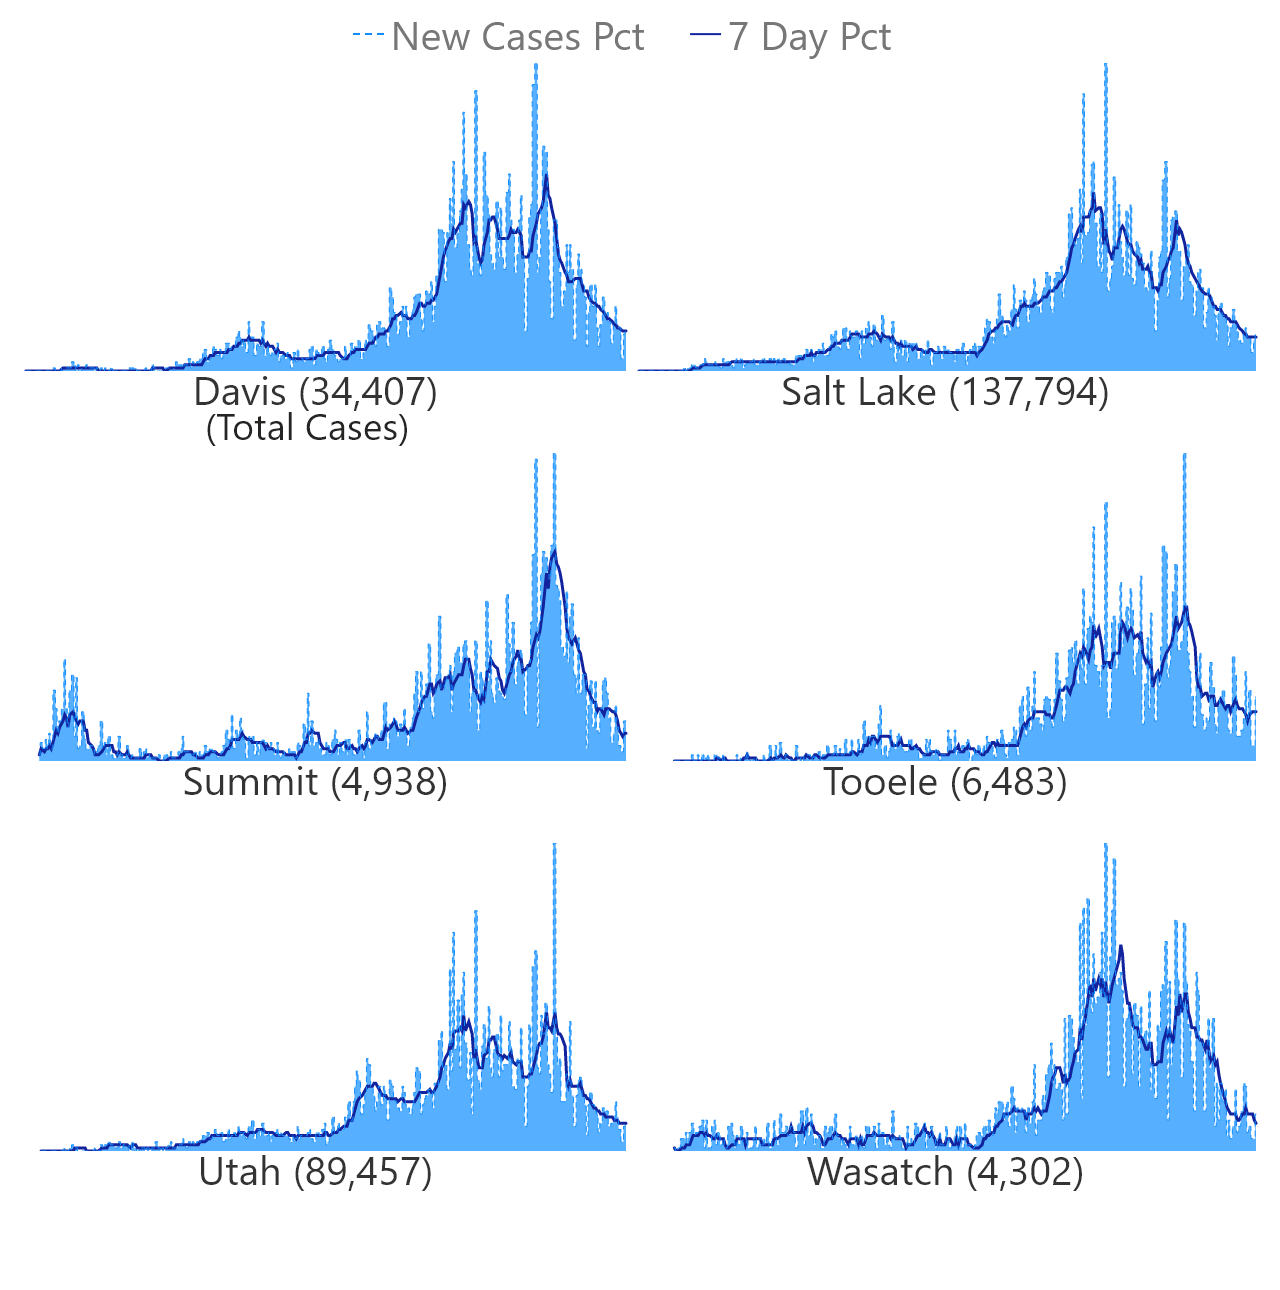 New Cases Pct 7 Day Pct
Davis (34,407) Salt Lake (137,794)
(Total Cases)
Summit (4,938) Tooele (6,483)
Utah (89,457) Wasatch (4,302)